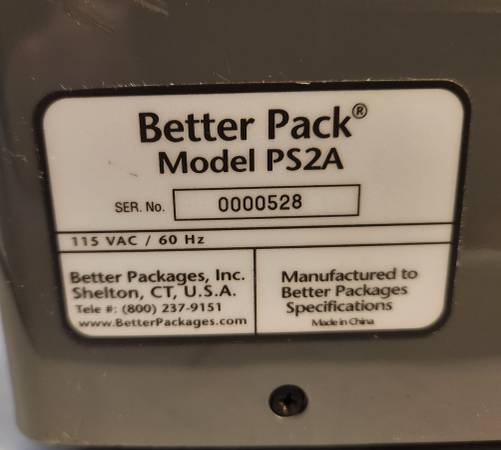 Better Pack®
Model PS2A
SER. No. 0000528
115 VAC / 60 Hz
Better Packages, Inc.
Shelton, CT, U.S.A.
Tele #: (800) 237-9151
www.BetterPackages.com
Manufactured to
Better Packages
Specifications
Made in China